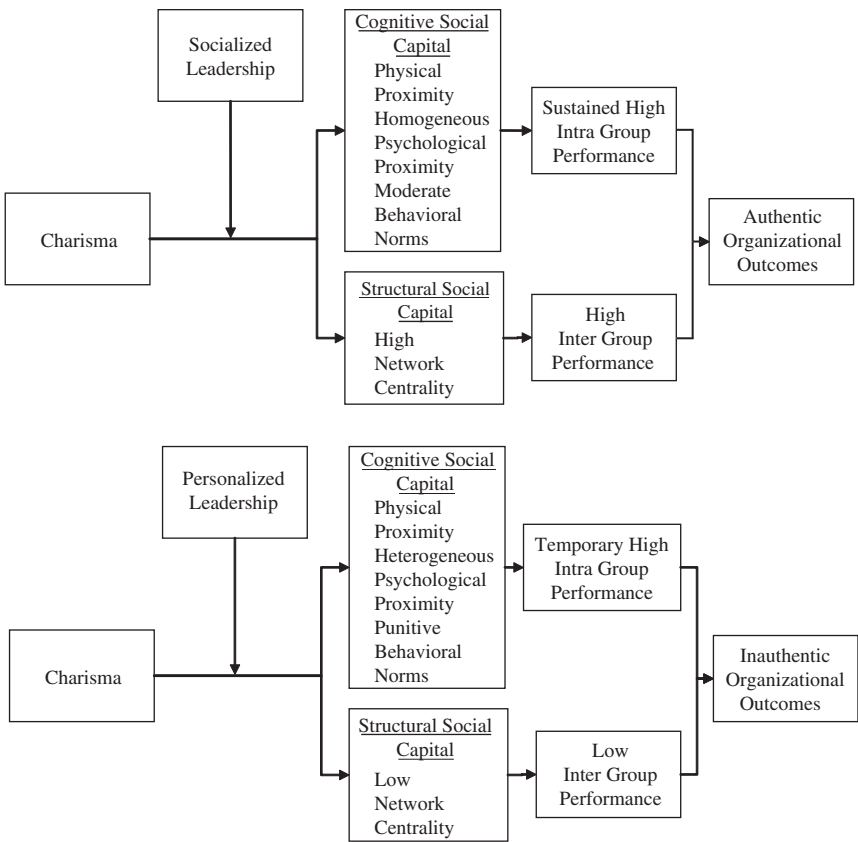 Socialized
Leadership
Charisma
Cognitive Social
Capital
Physical
Proximity
Homogeneous
Psychological
Proximity
Moderate
Behavioral
Norms
Structural Social
Capital
High
Network
Centrality
Sustained High
Intra Group
Performance
High
Inter Group
Performance
Authentic
Organizational
Outcomes
Personalized
Leadership
Charisma
Cognitive Social
Capital
Physical
Proximity
Heterogeneous
Psychological
Proximity
Punitive
Behavioral
Norms
Structural Social
Capital
Low
Network
Centrality
Temporary High
Intra Group
Performance
Low
Inter Group
Performance
Inauthentic
Organizational
Outcomes